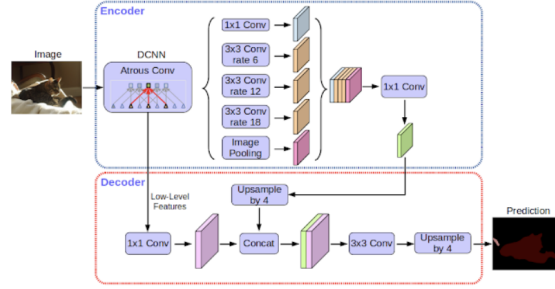 Encoder
Image
DCNN
Atrous Conv
1x1 Conv
3x3 Conv
rate 6
3x3 Conv
rate 12
3x3 Conv
rate 18
Image
Pooling
1x1 Conv
Decoder
Low-Level
Features
Upsample
by 4
1x1 Conv
Concat
3x3 Conv
Upsample
by 4
Prediction